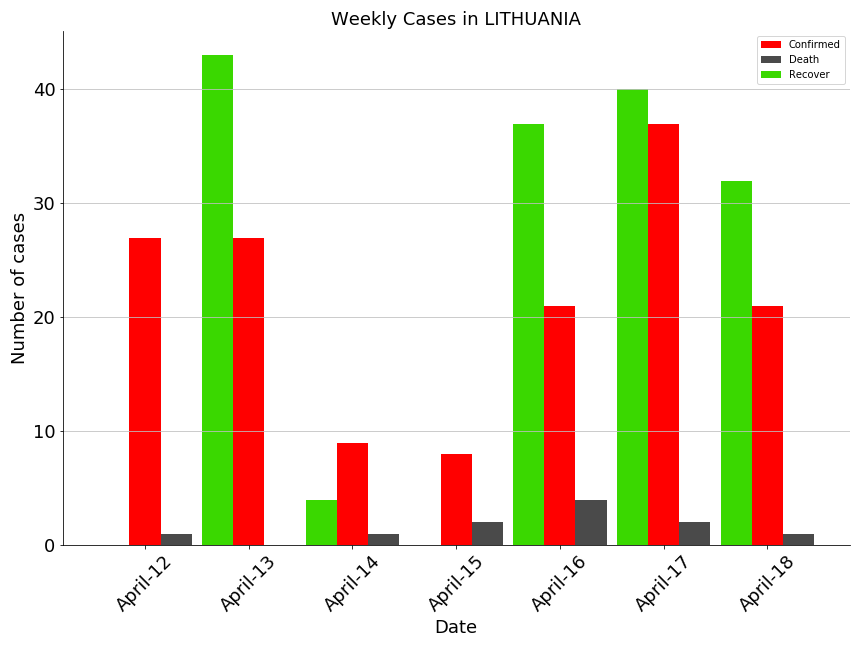 Weekly Cases in LITHUANIA
Confirmed
Death
Recover
Number of cases
40
30
20
10
0
April-12
April-13
April-14
April-15
April-16
April-17
April-18
Date